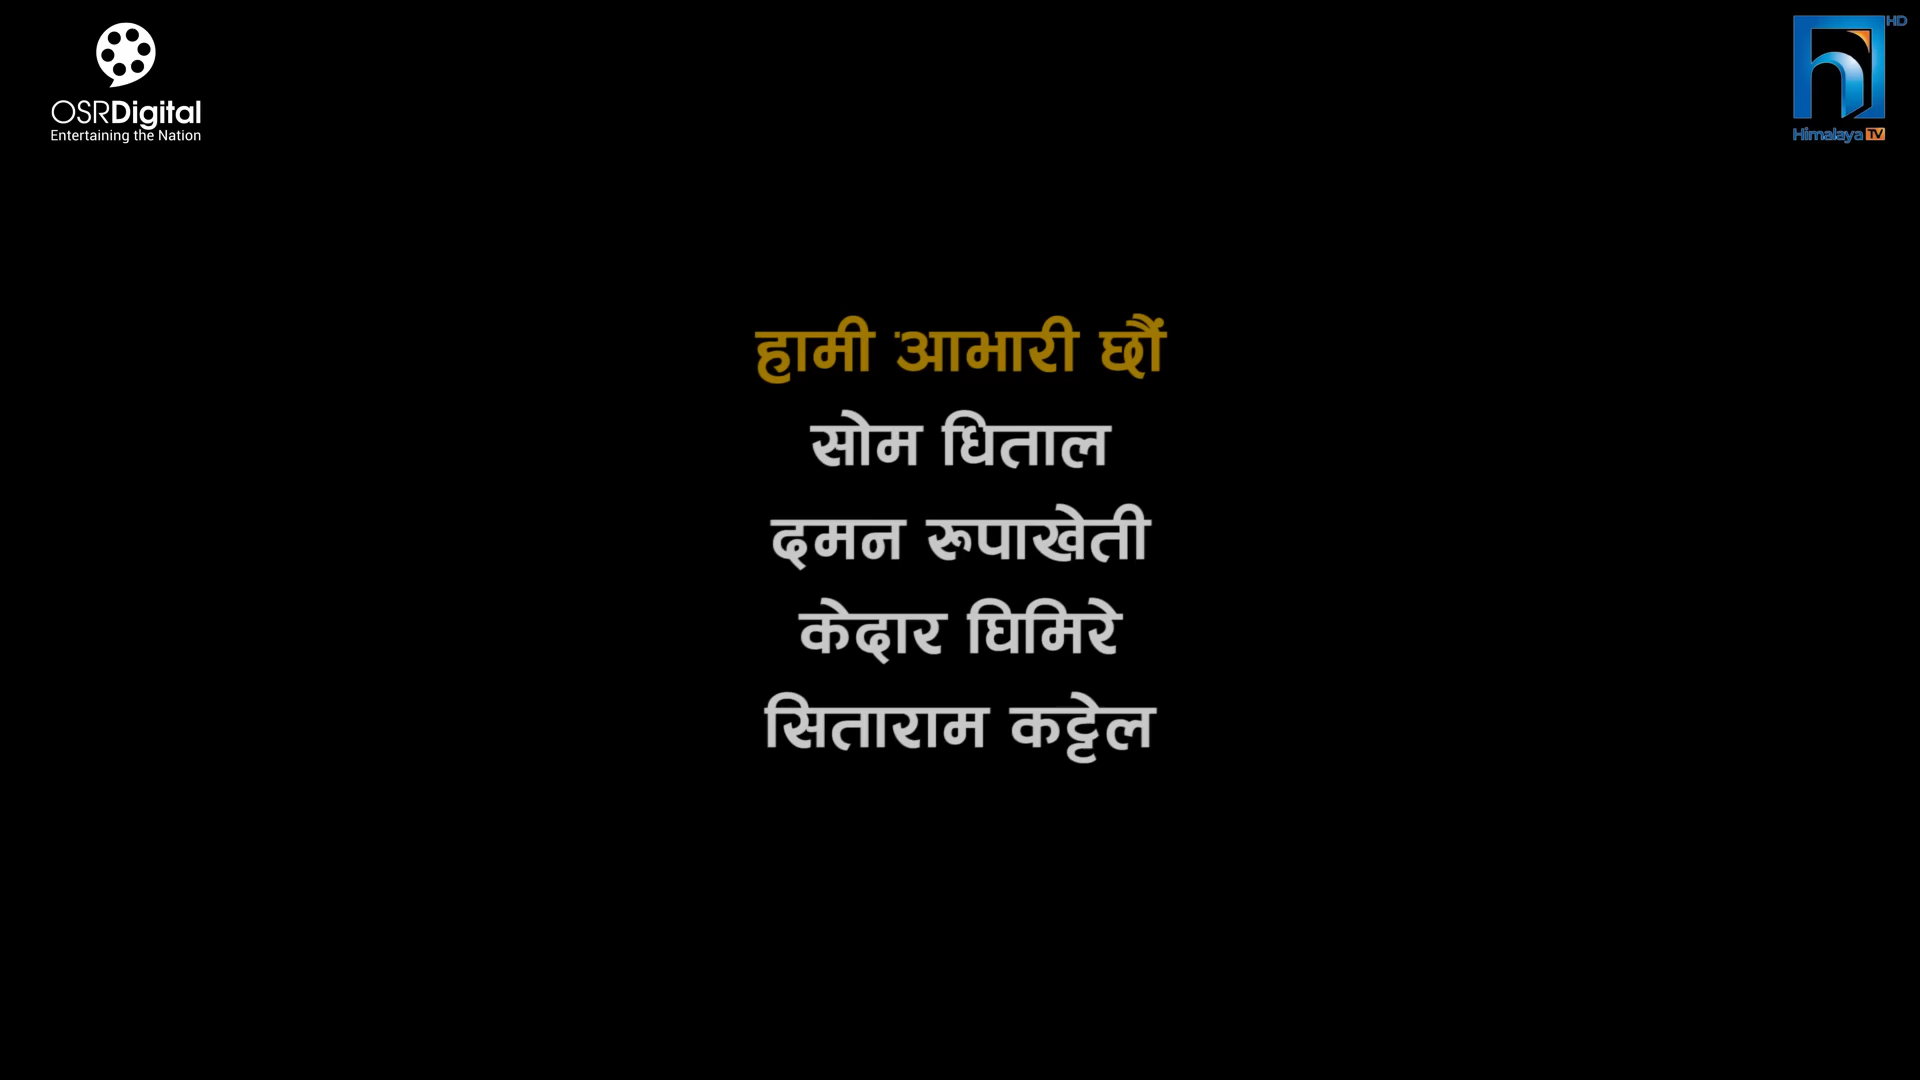 OSRDigital
Entertaining the Nation
HD
Himalaya TV
हामी आभारी छौं
सोम धिताल
दमन रूपाखेती
केदार घिमिरे
सिताराम कट्टेल